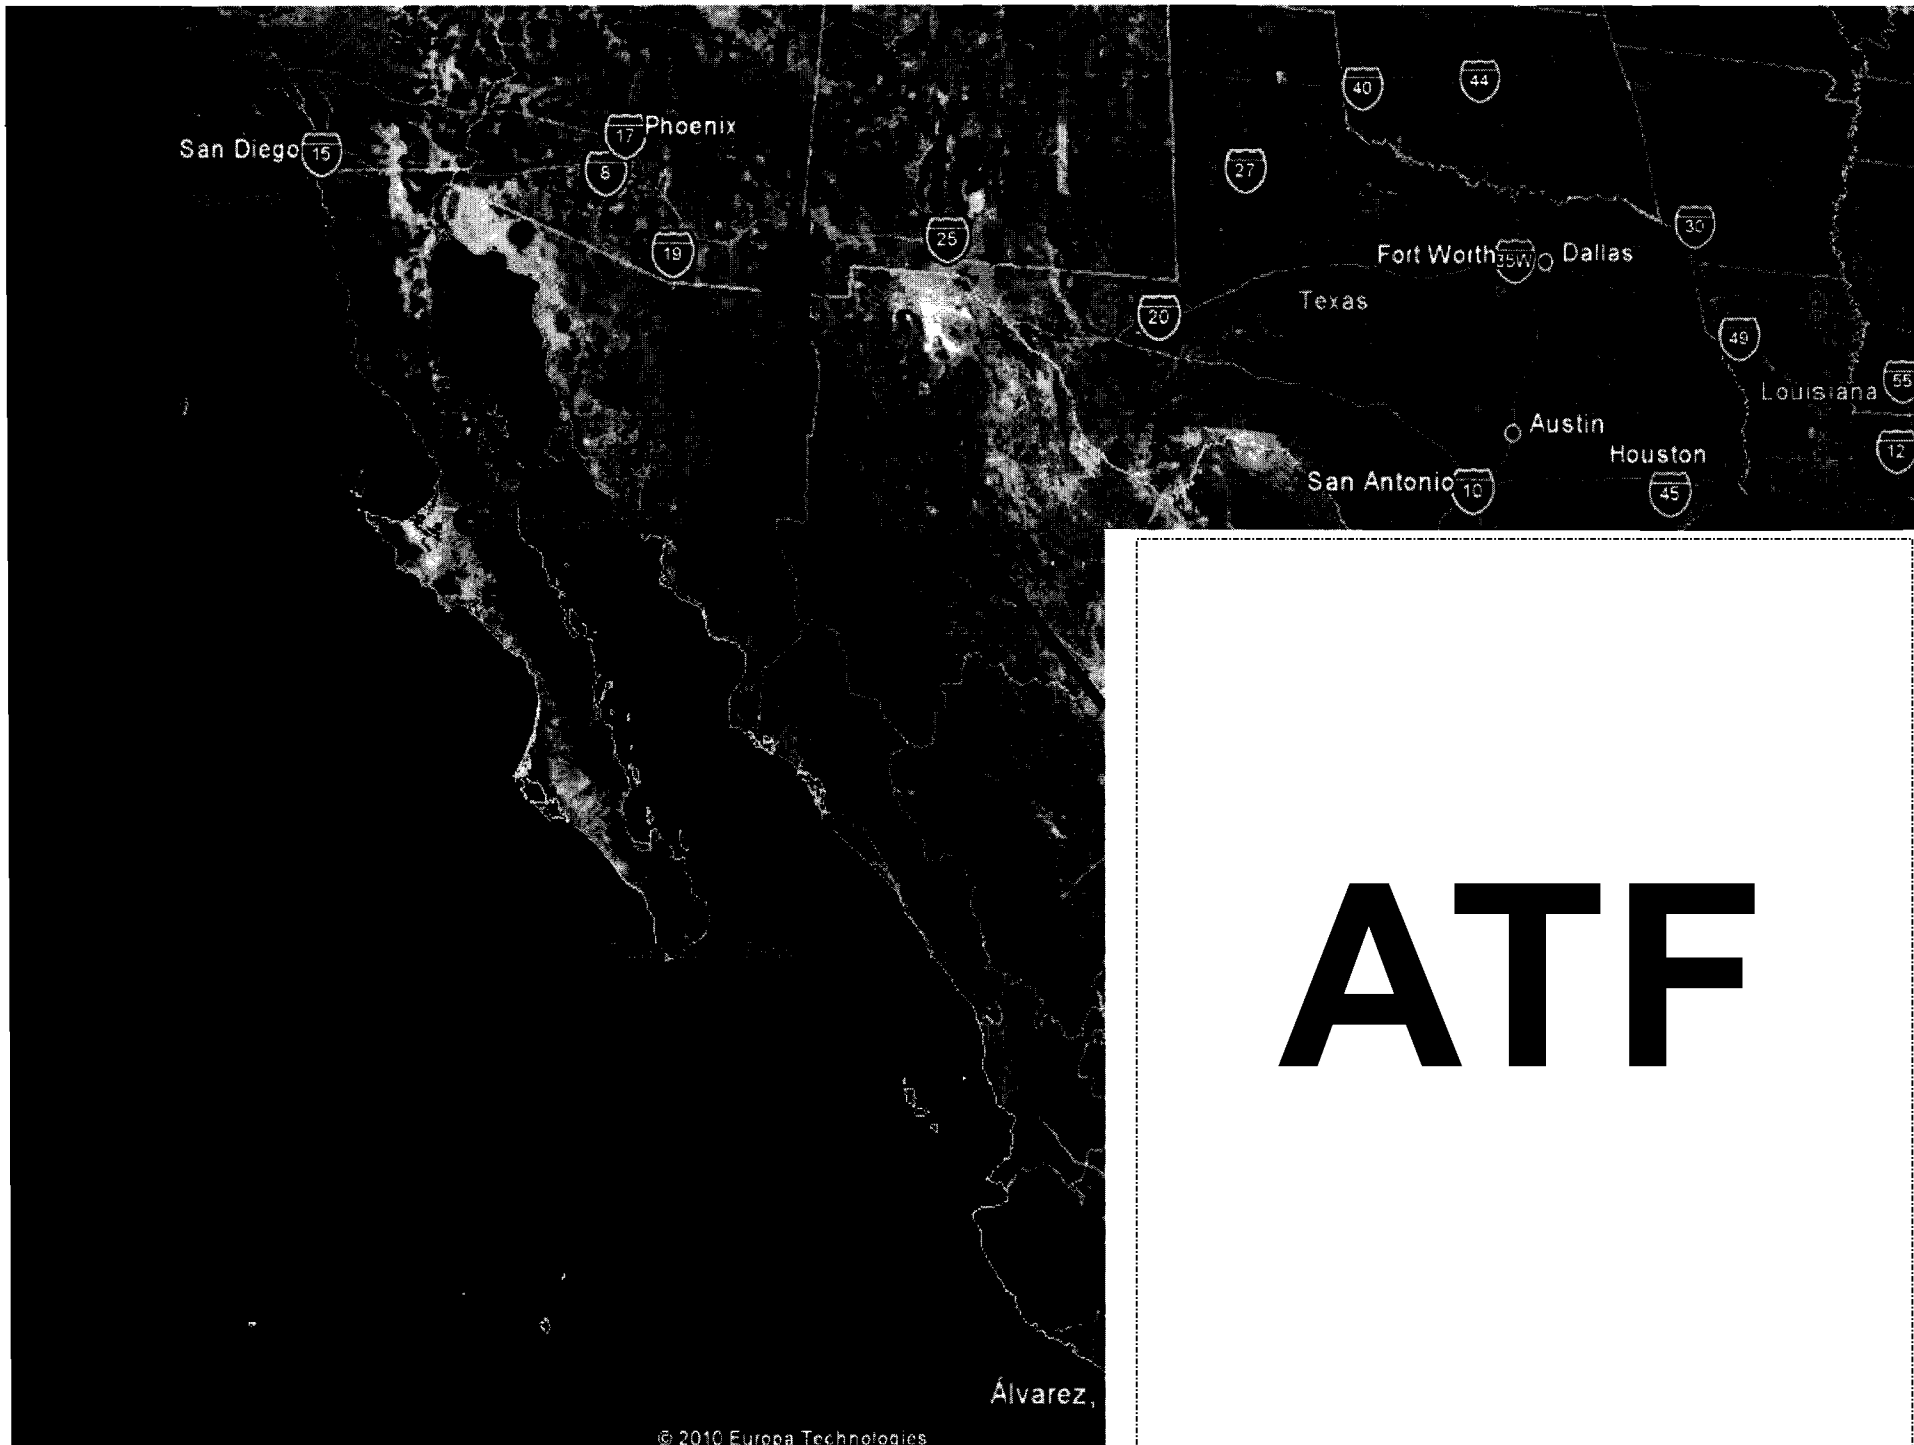 40
44
17
Phoenix
San Diego
15
8
27
25
19
30
Fort Worth
35W
Dallas
Texas
20
49
Louisiana
55
Austin
Houston
12
San Antonio
10
45
ATF
Álvarez,
© 2010 Europa Technologies